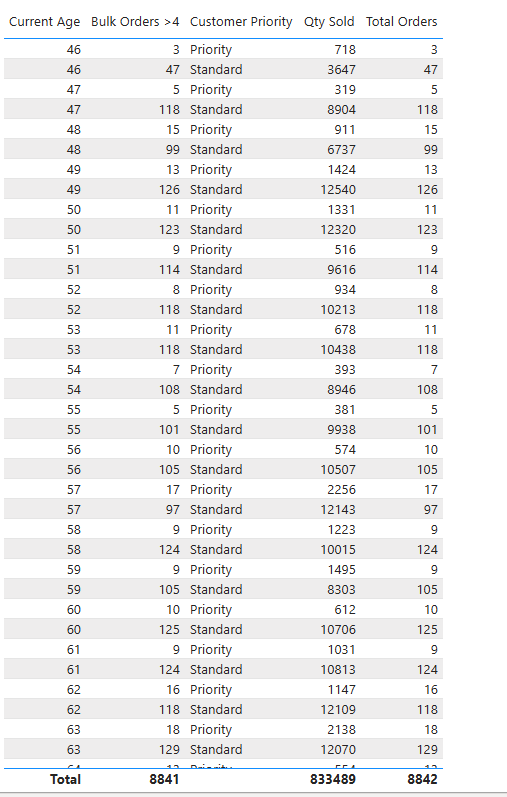 Current Age Bulk Orders >4 Customer Priority Qty Sold Total Orders
46 3 Priority 718 3
46 47 Standard 3647 47
47 5 Priority 319 5
47 118 Standard 8904 118
48 15 Priority 911 15
48 99 Standard 6737 99
49 13 Priority 1424 13
49 126 Standard 12540 126
50 11 Priority 1331 11
50 123 Standard 12320 123
51 9 Priority 516 9
51 114 Standard 9616 114
52 8 Priority 934 8
52 118 Standard 10213 118
53 11 Priority 678 11
53 118 Standard 10438 118
54 7 Priority 393 7
54 108 Standard 8946 108
55 5 Priority 381 5
55 101 Standard 9938 101
56 10 Priority 574 10
56 105 Standard 10507 105
57 17 Priority 2256 17
57 97 Standard 12143 97
58 9 Priority 1223 9
58 124 Standard 10015 124
59 9 Priority 1495 9
59 105 Standard 8303 105
60 10 Priority 612 10
60 125 Standard 10706 125
61 9 Priority 1031 9
61 124 Standard 10813 124
62 16 Priority 1147 16
62 118 Standard 12109 118
63 18 Priority 2138 18
63 129 Standard 12070 129
Total 8841 833489 8842